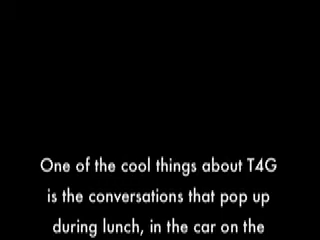 One of the cool things about T4G
is the conversations that pop up
during lunch, in the car on the